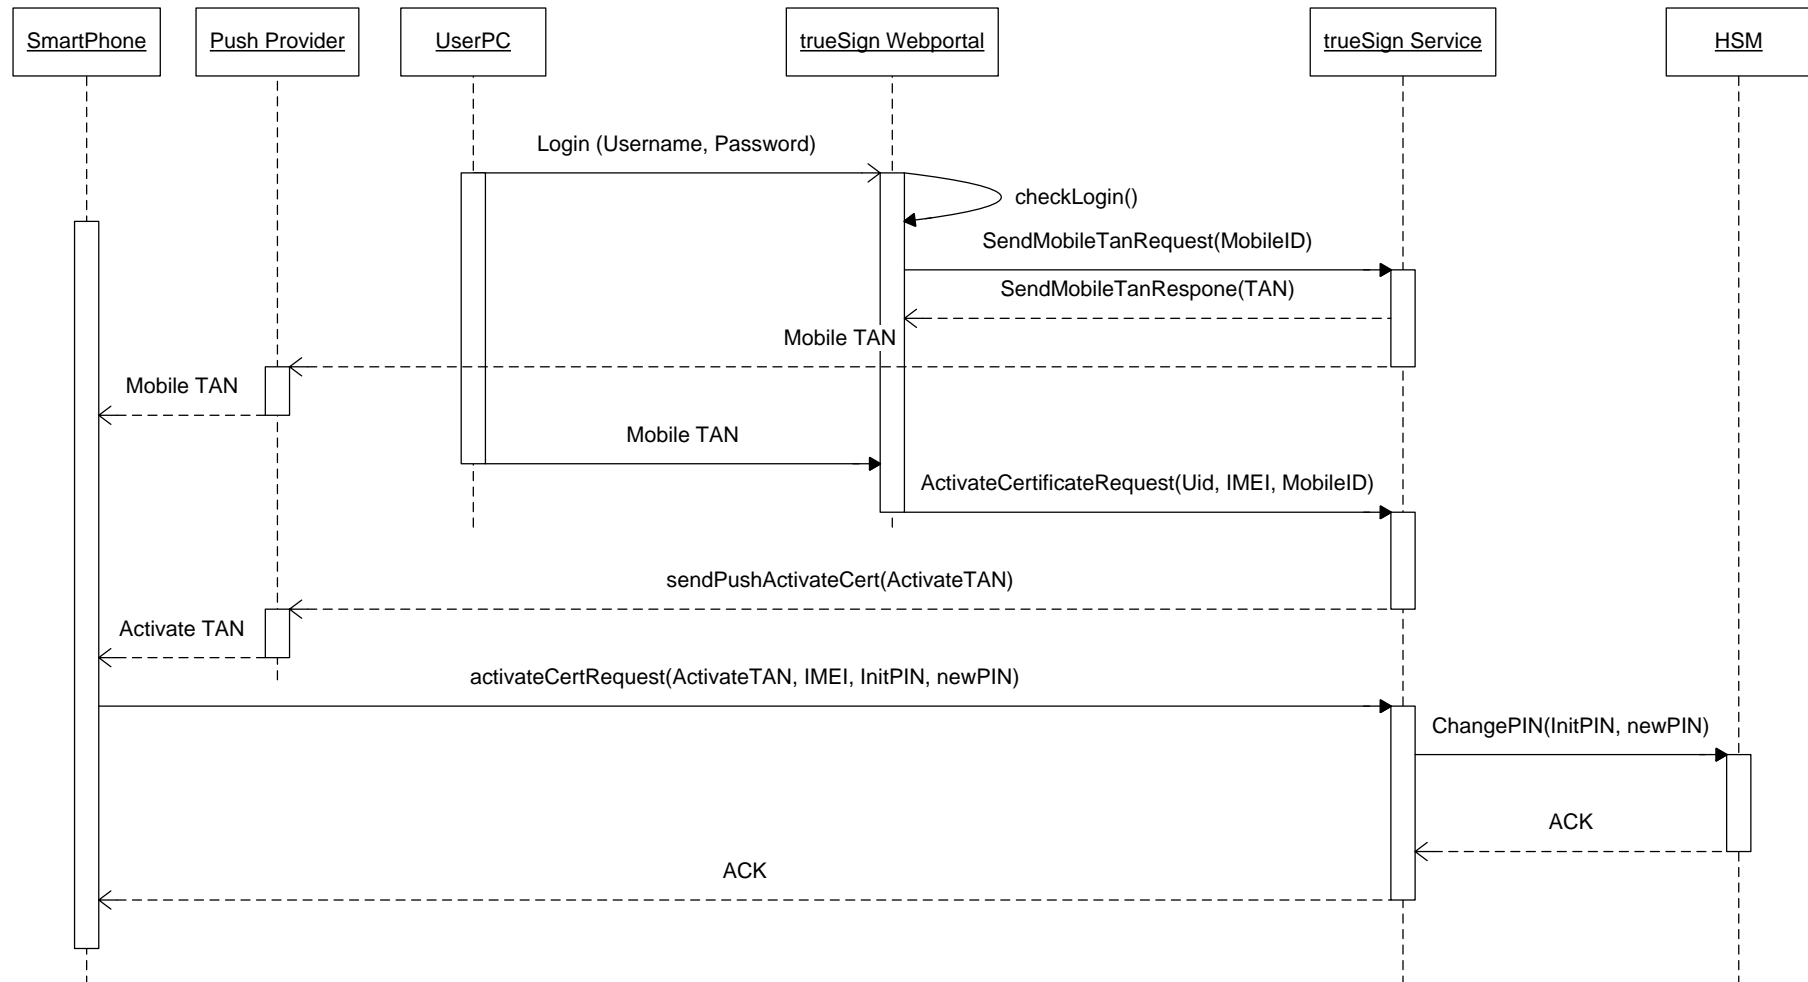 SmartPhone
Push Provider
UserPC
trueSign Webportal
trueSign Service
HSM
Login (Username, Password)
checkLogin()
SendMobileTanRequest(MobileID)
SendMobileTanRespone(TAN)
Mobile TAN
Mobile TAN
Mobile TAN
ActivateCertificateRequest(Uid, IMEI, MobileID)
sendPushActivateCert(ActivateTAN)
Activate TAN
activateCertRequest(ActivateTAN, IMEI, InitPIN, newPIN)
ChangePIN(InitPIN, newPIN)
ACK
ACK